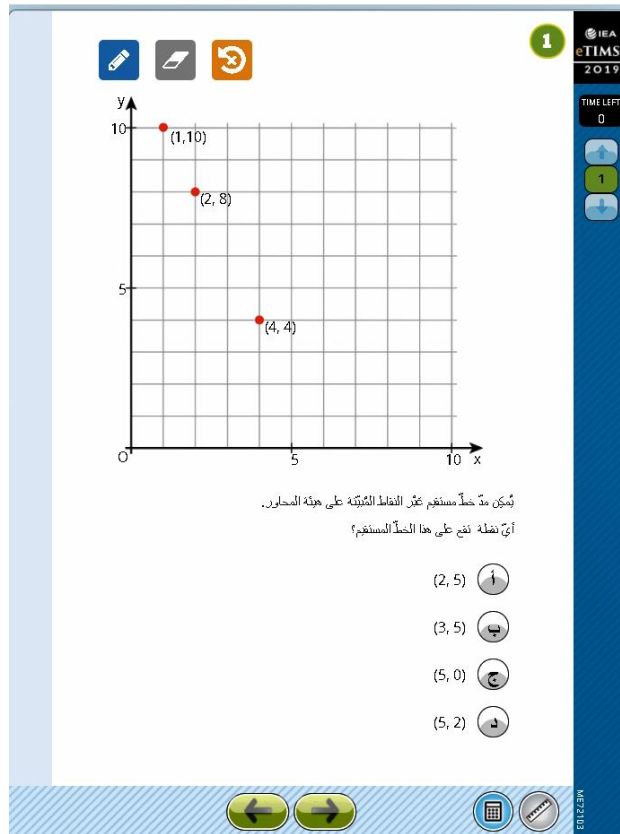 1
IEA
eTIMS
2019
TIME LEFT
0
1
y
10
(1,10)
(2, 8)
5
(4, 4)
O
5
10
x
يُمكِن مدّ خطّ مستقيم عَبْر النقاط المُبيَّنة على هيئة المحاور.
أيّ نقطة تقع على هذا الخطّ المستقيم؟
أ (2, 5)
ب (3, 5)
ج (5, 0)
د (5, 2)
ME72103